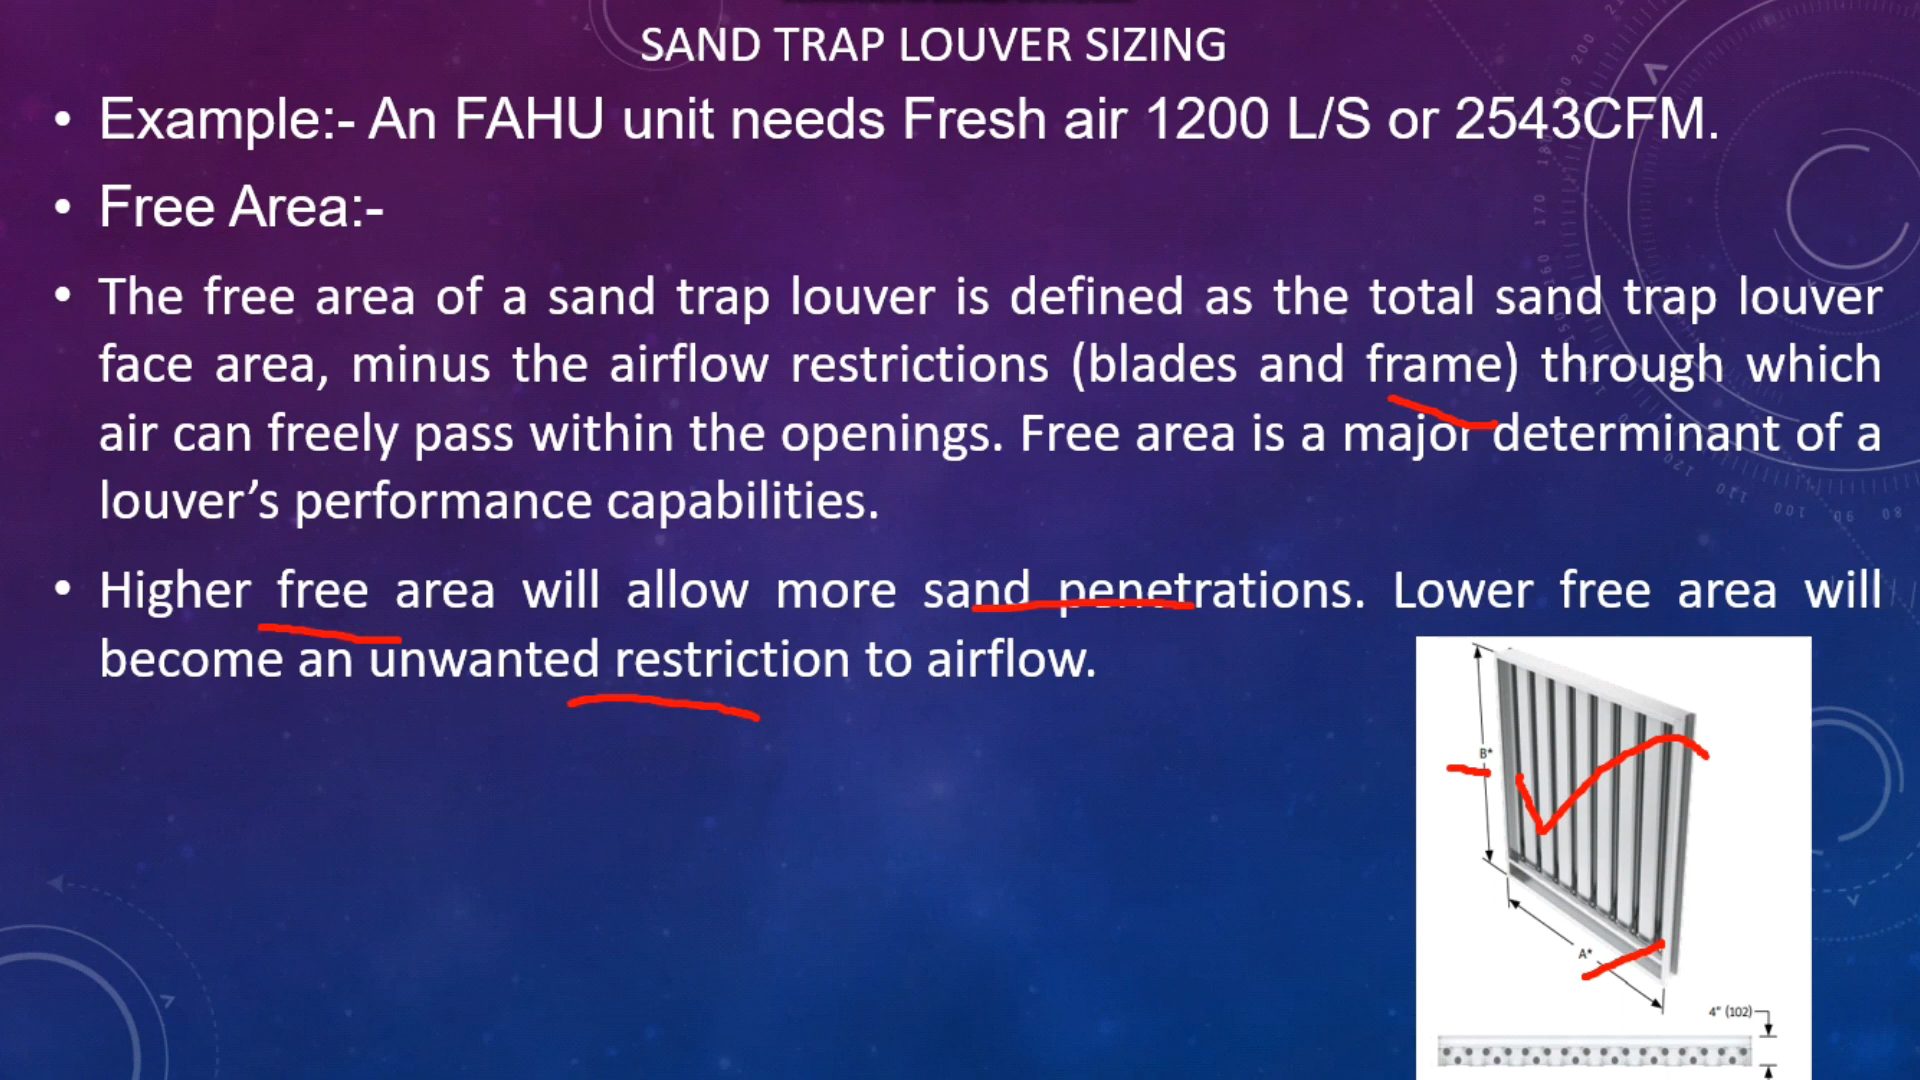 SAND TRAP LOUVER SIZING
• Example:- An FAHU unit needs Fresh air 1200 L/S or 2543CFM.
• Free Area:-
• The free area of a sand trap louver is defined as the total sand trap louver
face area, minus the airflow restrictions (blades and frame) through which
air can freely pass within the openings. Free area is a major determinant of a
louver’s performance capabilities.
• Higher free area will allow more sand penetrations. Lower free area will
become an unwanted restriction to airflow.
B*
A*
4" (102)